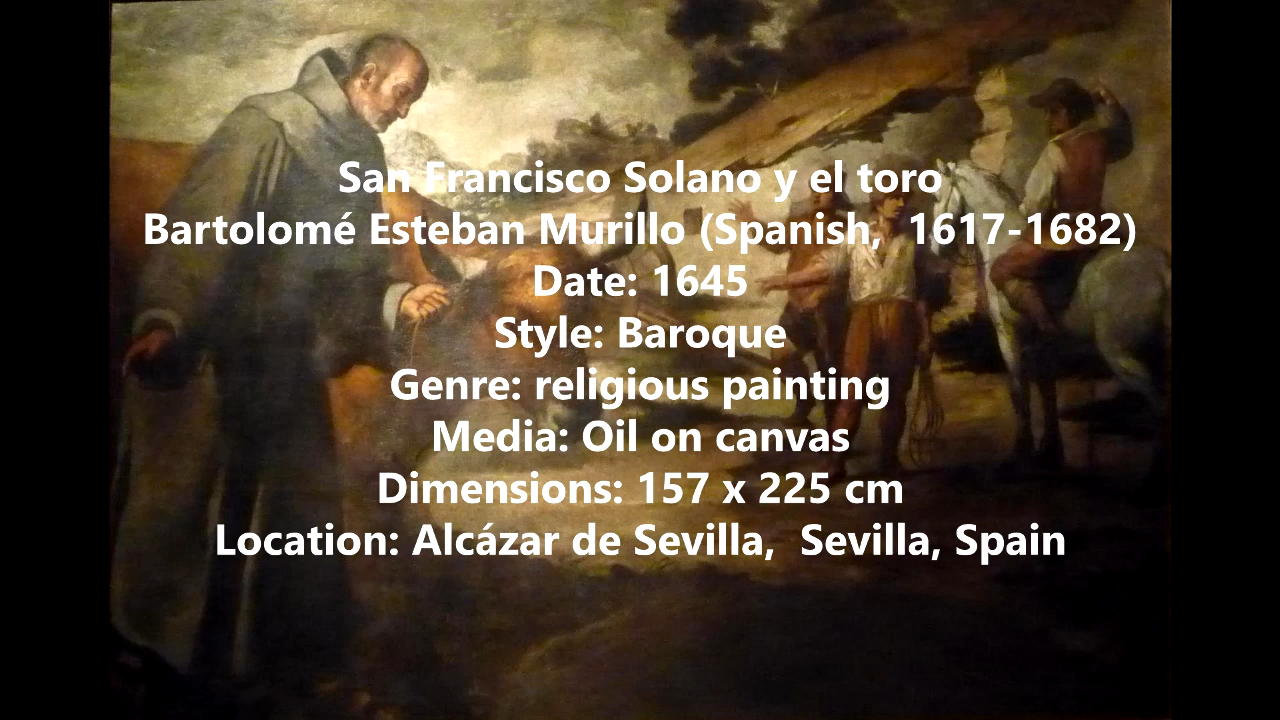 San Francisco Solano y el toro
Bartolomé Esteban Murillo (Spanish,  1617-1682)
Date: 1645
Style: Baroque
Genre: religious painting
Media: Oil on canvas
Dimensions: 157 x 225 cm
Location: Alcázar de Sevilla,  Sevilla, Spain